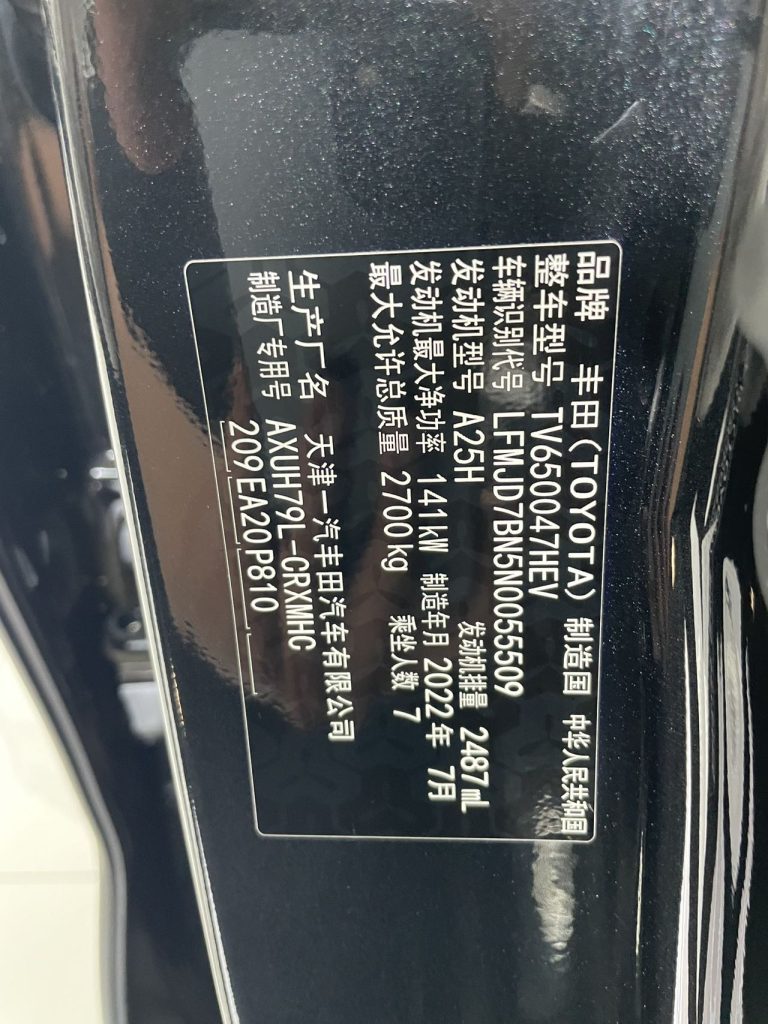 品牌 丰田(TOYOTA) 制造国 中华人民共和国
整车型号 TV650047HEV
车辆识别代号 LFMJD7BN5N0055509
发动机型号 A25H 发动机排量 2487mL
发动机最大净功率 141kW 制造年月 2022年 7月
最大允许总质量 2700kg 乘坐人数 7
生产厂名 天津一汽丰田汽车有限公司
制造厂专用号 AXUH79L-CRXMHC
209 EA20 P810